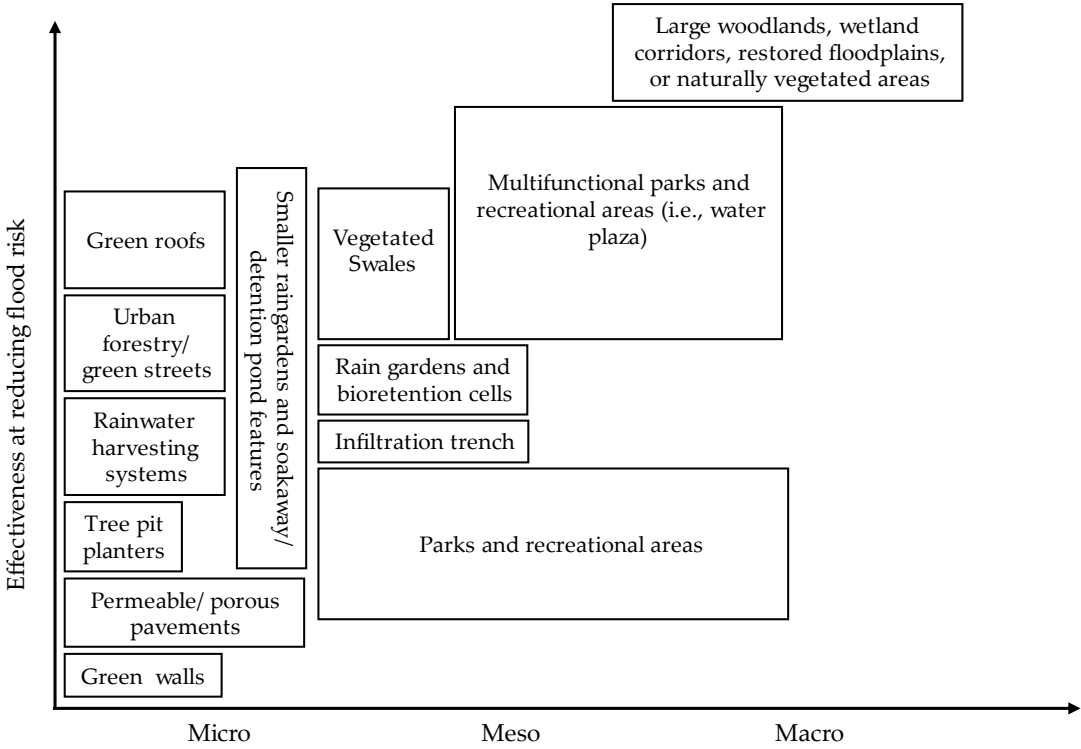 Effectiveness at reducing flood risk
Large woodlands, wetland
corridors, restored floodplains,
or naturally vegetated areas
Multifunctional parks and
recreational areas (i.e., water
plaza)
Green roofs
Smaller raingardens and soakaway/
detention pond features
Vegetated
Swales
Urban
forestry/
green streets
Rain gardens and
bioretention cells
Rainwater
harvesting
systems
Infiltration trench
Tree pit
planters
Parks and recreational areas
Permeable/ porous
pavements
Green walls
Micro
Meso
Macro